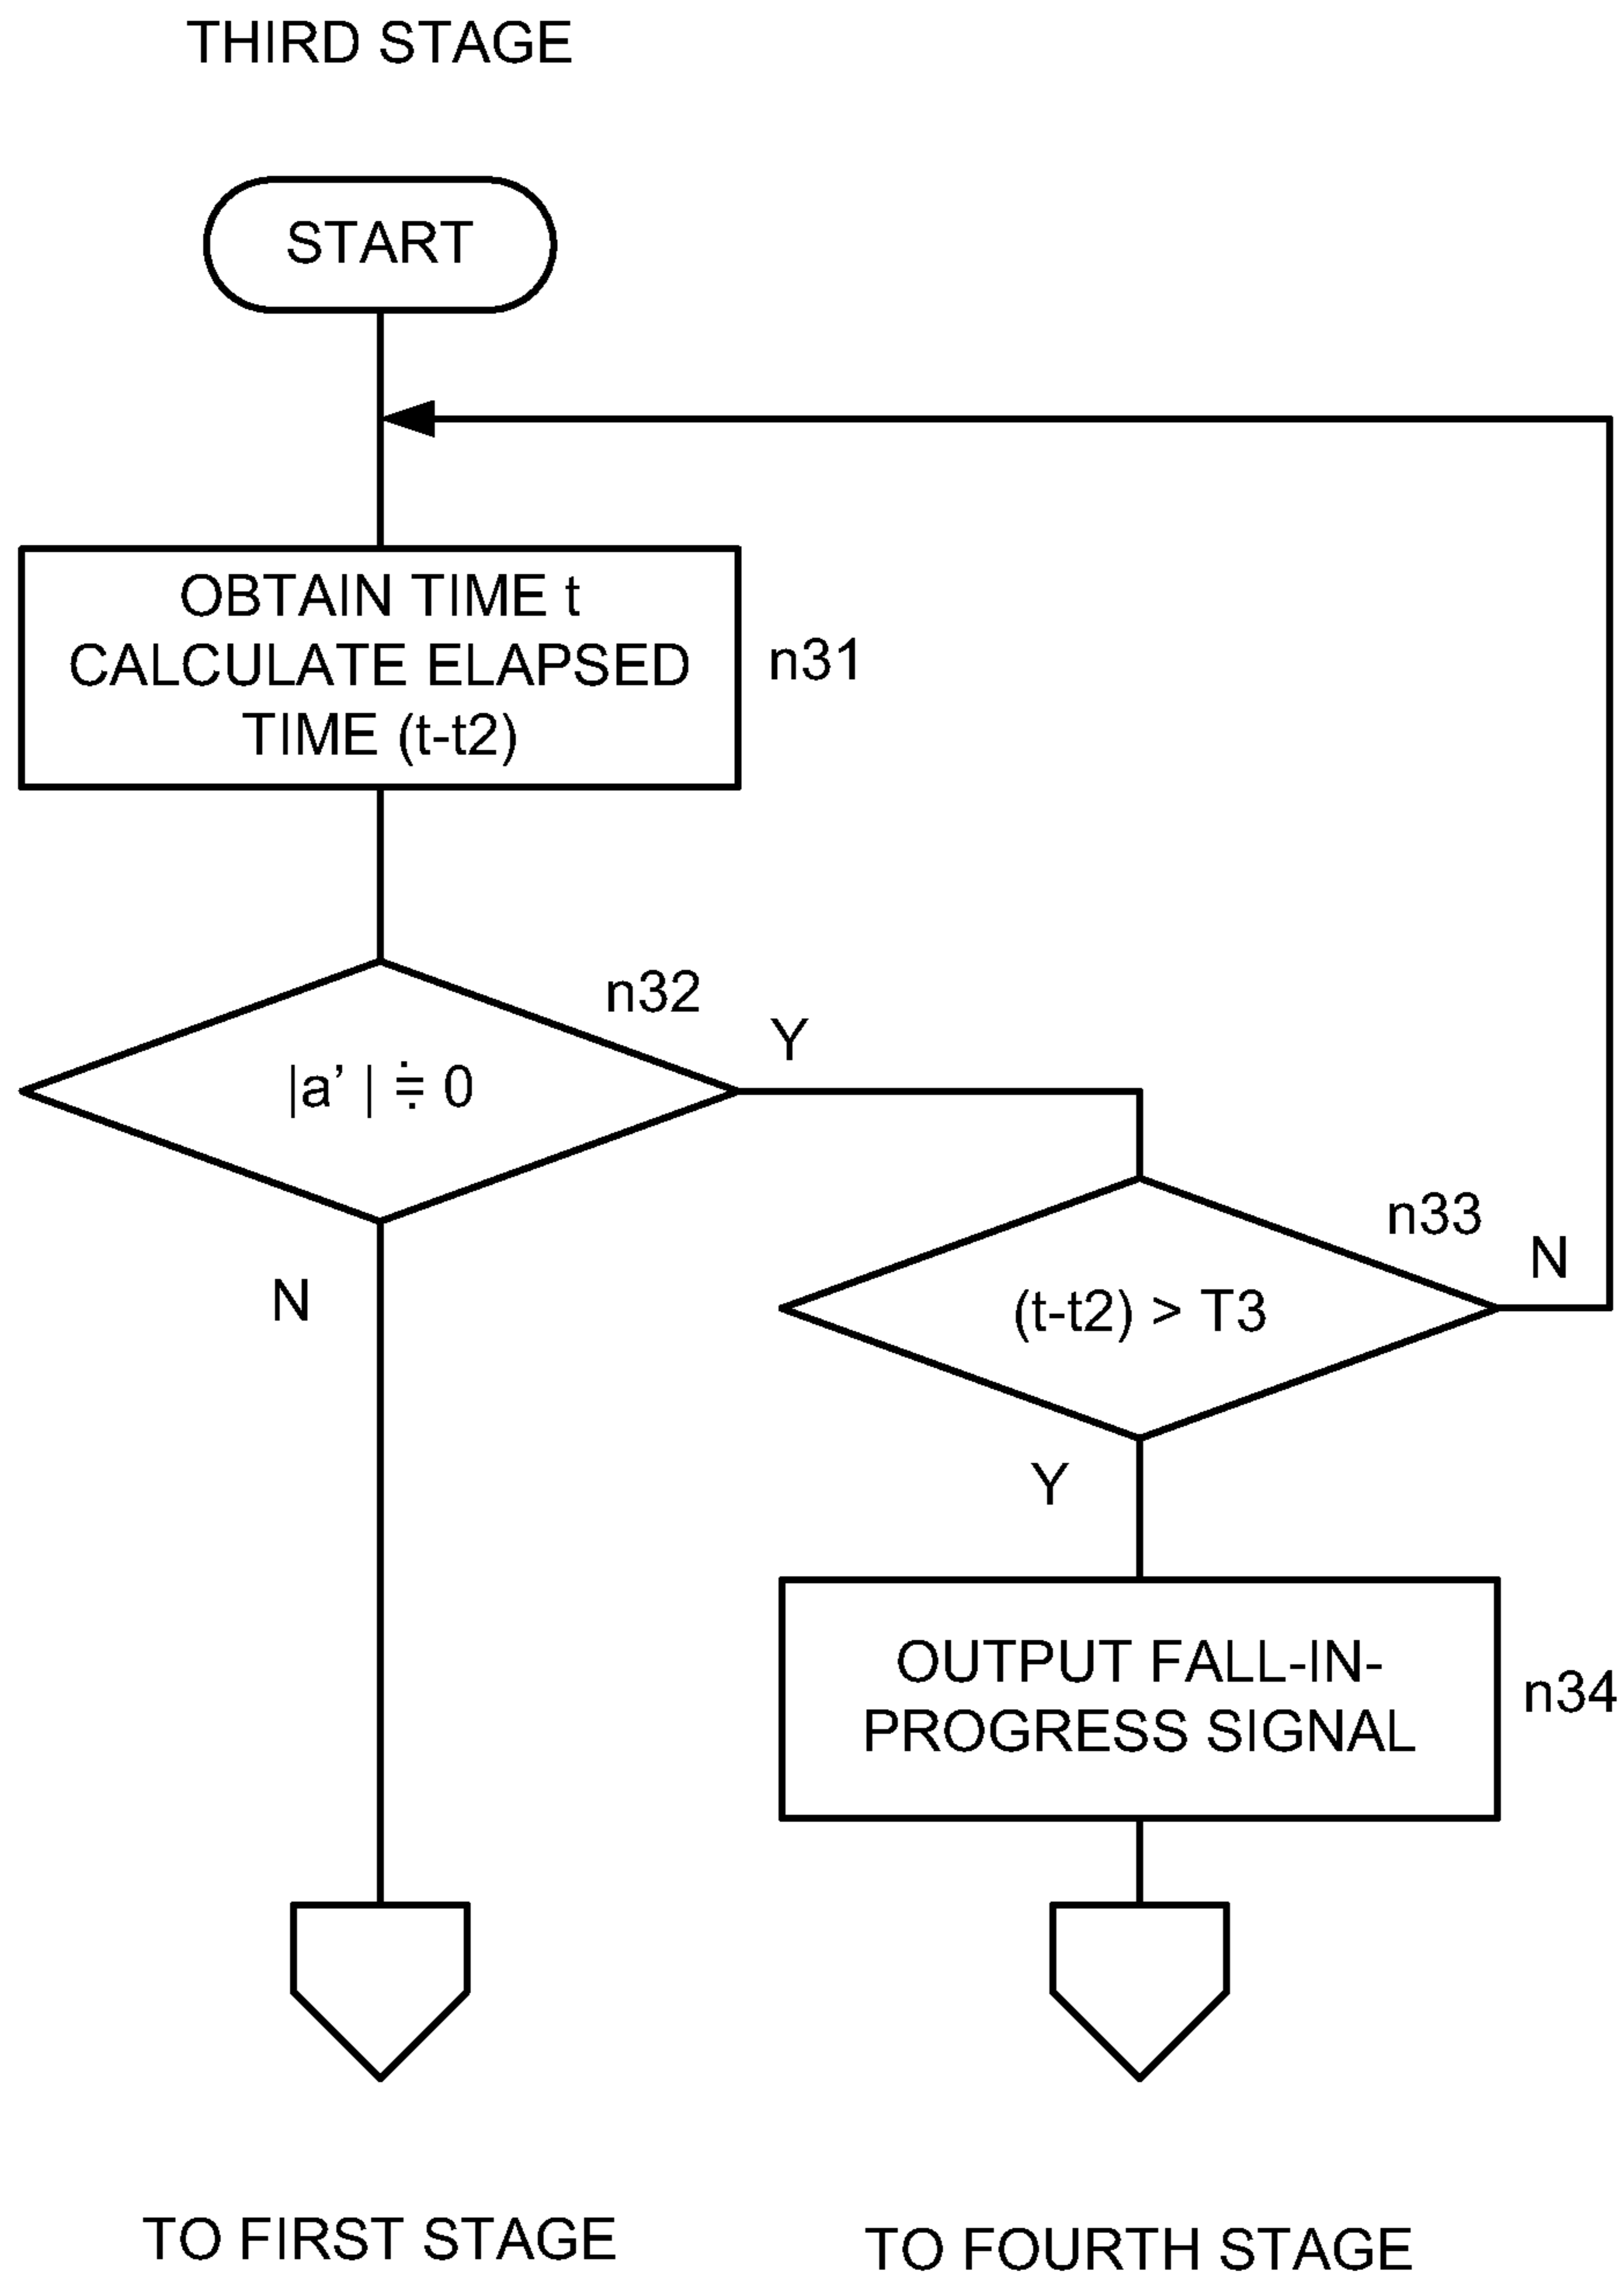 THIRD STAGE
START
OBTAIN TIME t
CALCULATE ELAPSED
TIME (t-t2)
n31
n32
|a’ | ≒ 0
Y
N
n33
(t-t2) > T3
N
Y
OUTPUT FALL-IN-
PROGRESS SIGNAL
n34
TO FIRST STAGE
TO FOURTH STAGE